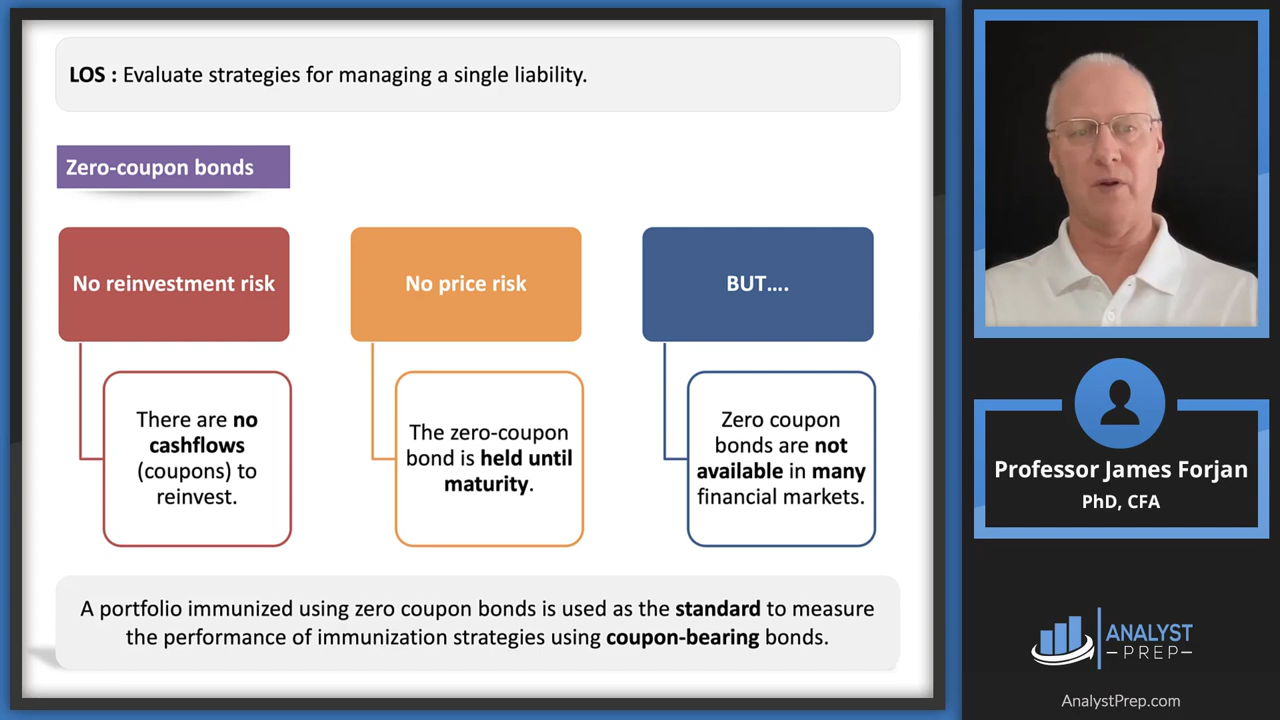 LOS : Evaluate strategies for managing a single liability.
Zero-coupon bonds
No reinvestment risk
No price risk
BUT....
There are no
cashflows
(coupons) to
reinvest.
The zero-coupon
bond is held until
maturity.
Zero coupon
bonds are not
available in many
financial markets.
A portfolio immunized using zero coupon bonds is used as the standard to measure
the performance of immunization strategies using coupon-bearing bonds.
Professor James Forjan
PhD, CFA
ANALYST
PREP
AnalystPrep.com